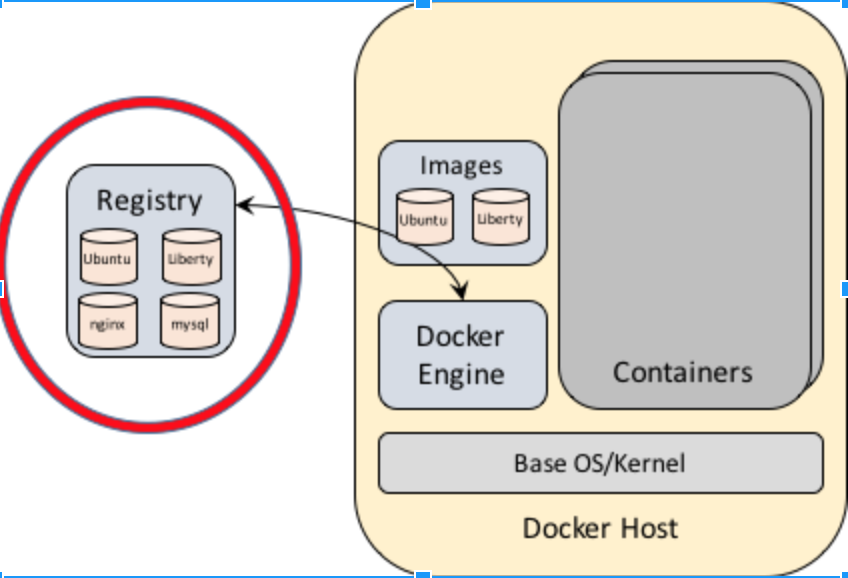 Registry
Ubuntu
Liberty
nginx
mysql
Images
Ubuntu
Liberty
Docker
Engine
Containers
Base OS/Kernel
Docker Host